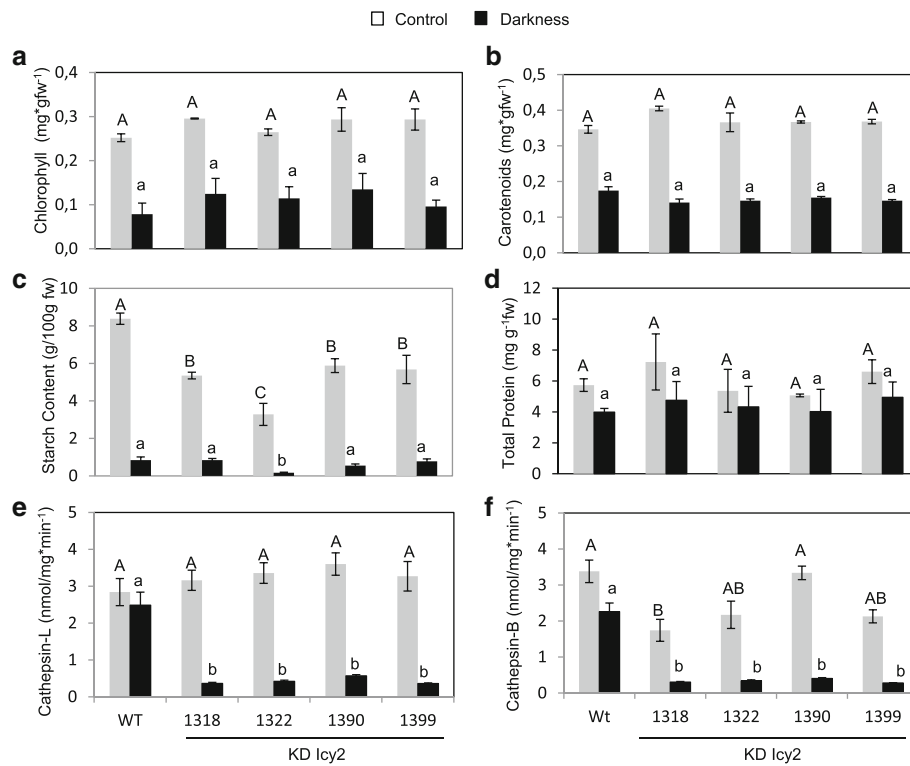 Control Darkness
a
Chlorophyll (mg*gfw-1)
0,4
0,3
0,2
0,1
0,0
A A A A A
a a a a a
b
Carotenoids (mg*gfw-1)
0,5
0,4
0,3
0,2
0,1
0,0
A A A A A
a a a a a
c
Starch Content (g/100g fw)
10
8
6
4
2
0
A B C B B
a a b a a
d
Total Protein (mg g-1fw)
12
10
8
6
4
2
0
A A A A A
a a a a a
e
Cathepsin-L (nmol/mg*min-1)
5
4
3
2
1
0
A A A A A
a b b b b
WT 1318 1322 1390 1399
KD Icy2
f
Cathepsin-B (nmol/mg*min-1)
5
4
3
2
1
0
A B AB A AB
a b b b b
Wt 1318 1322 1390 1399
KD Icy2